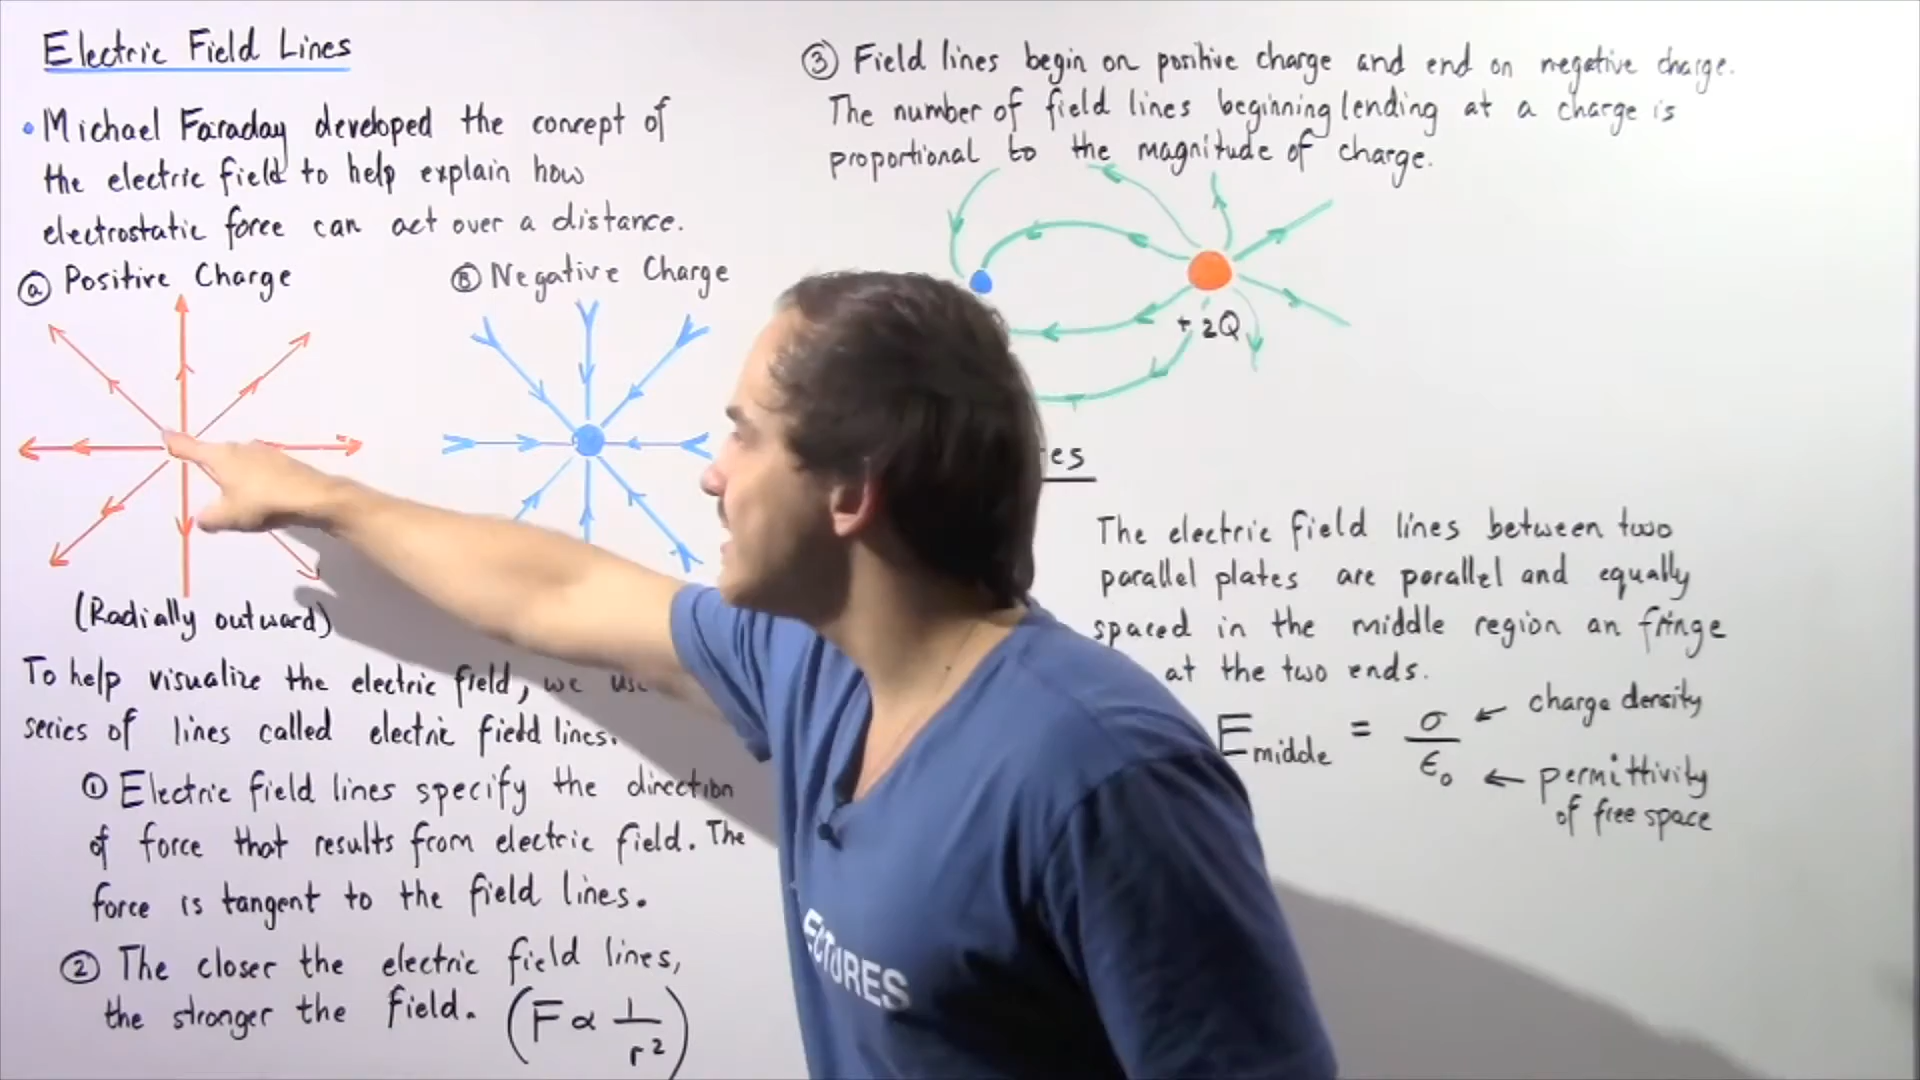 Electric Field Lines
• Michael Faraday developed the concept of
the electric field to help explain how
electrostatic force can act over a distance.
ⓐ Positive Charge
Ⓑ Negative Charge
(Radially outward)
To help visualize the electric field, we
series of lines called electric field lines.
① Electric field lines specify the direction
of force that results from electric field. The
force is tangent to the field lines.
② The closer the electric field lines,
the stronger the field. (F ∝ 1/r²)
③ Field lines begin on positive charge and end on negative charge.
The number of field lines beginning/ending at a charge is
proportional to the magnitude of charge.
+2Q
The electric field lines between two
parallel plates are parallel and equally
spaced in the middle region an fringe
at the two ends.
E middle = σ/ε₀
← charge density
← permittivity
of free space
ECTURES